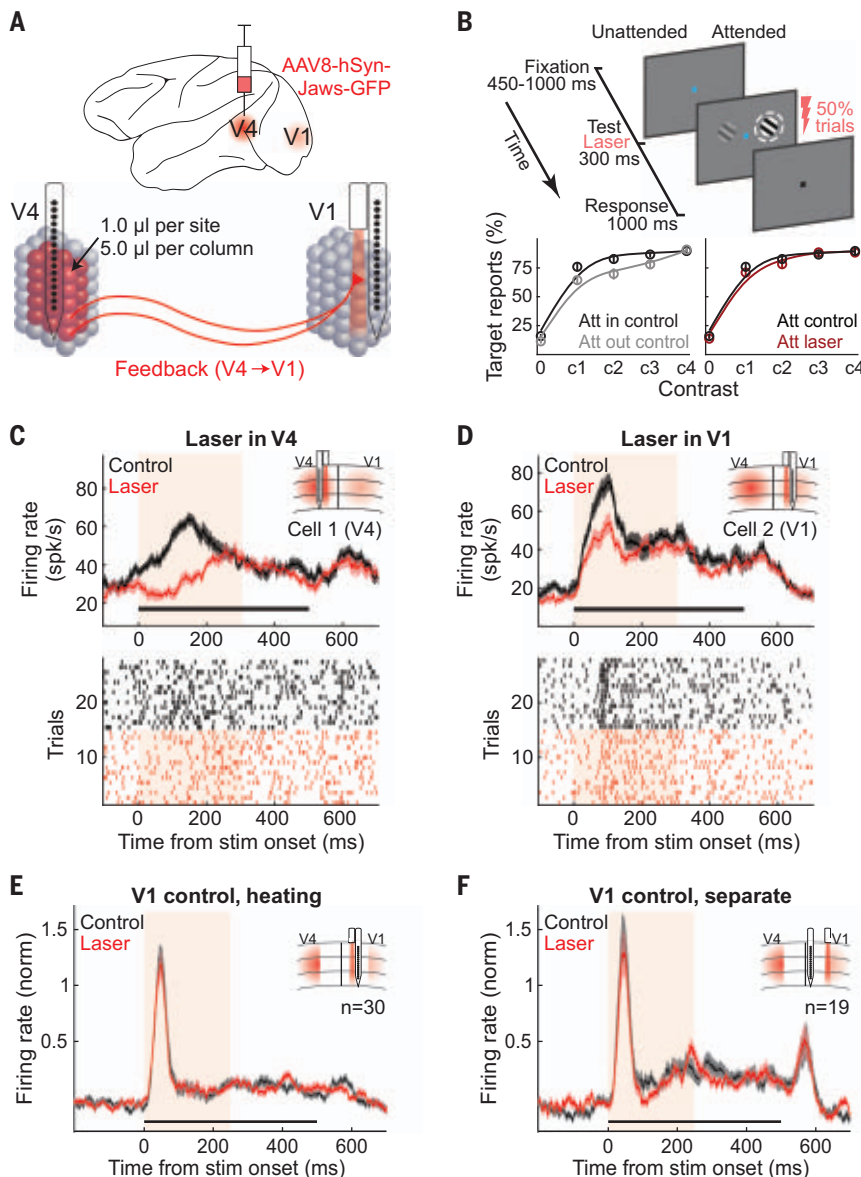 A
AAV8-hSyn-
Jaws-GFP
V4
V1
V4
V1
1.0 µl per site
5.0 µl per column
Feedback (V4→V1)
B
Unattended
Attended
Fixation
450-1000 ms
50%
trials
Test
Laser
300 ms
Time
Response
1000 ms
Target reports (%)
75
50
25
Att in control
Att out control
0 c1 c2 c3 c4
Att control
Att laser
0 c1 c2 c3 c4
Contrast
C
Laser in V4
Control
Laser
V4 V1
Cell 1 (V4)
Firing rate
(spk/s)
80
60
40
20
0 200 400 600
Trials
20
10
0 200 400 600
Time from stim onset (ms)
D
Laser in V1
Control
Laser
V4 V1
Cell 2 (V1)
Firing rate
(spk/s)
80
60
40
20
0 200 400 600
Trials
20
10
0 200 400 600
Time from stim onset (ms)
E
V1 control, heating
Control
Laser
V4 V1
n=30
Firing rate (norm)
1.5
1
0.5
0 200 400 600
Time from stim onset (ms)
F
V1 control, separate
Control
Laser
V4 V1
n=19
Firing rate (norm)
1.5
1
0.5
0 200 400 600
Time from stim onset (ms)